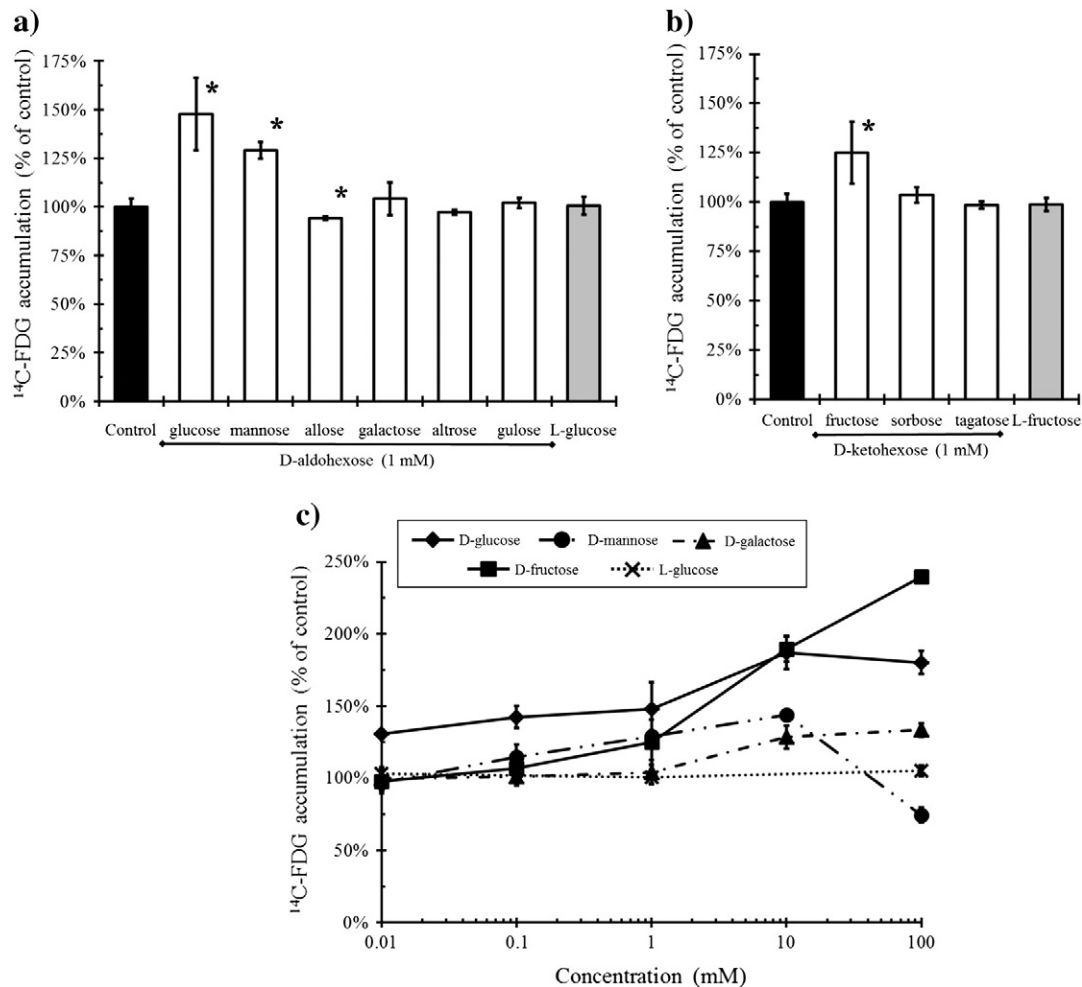 a)
¹⁴C-FDG accumulation (% of control)
175%
150%
125%
100%
75%
50%
25%
0%
*
*
*
Control glucose mannose allose galactose altrose gulose L-glucose
D-aldohexose (1 mM)
b)
¹⁴C-FDG accumulation (% of control)
175%
150%
125%
100%
75%
50%
25%
0%
*
Control fructose sorbose tagatose L-fructose
D-ketohexose (1 mM)
c)
D-glucose D-mannose D-galactose
D-fructose L-glucose
¹⁴C-FDG accumulation (% of control)
250%
200%
150%
100%
50%
0%
0.01 0.1 1 10 100
Concentration (mM)